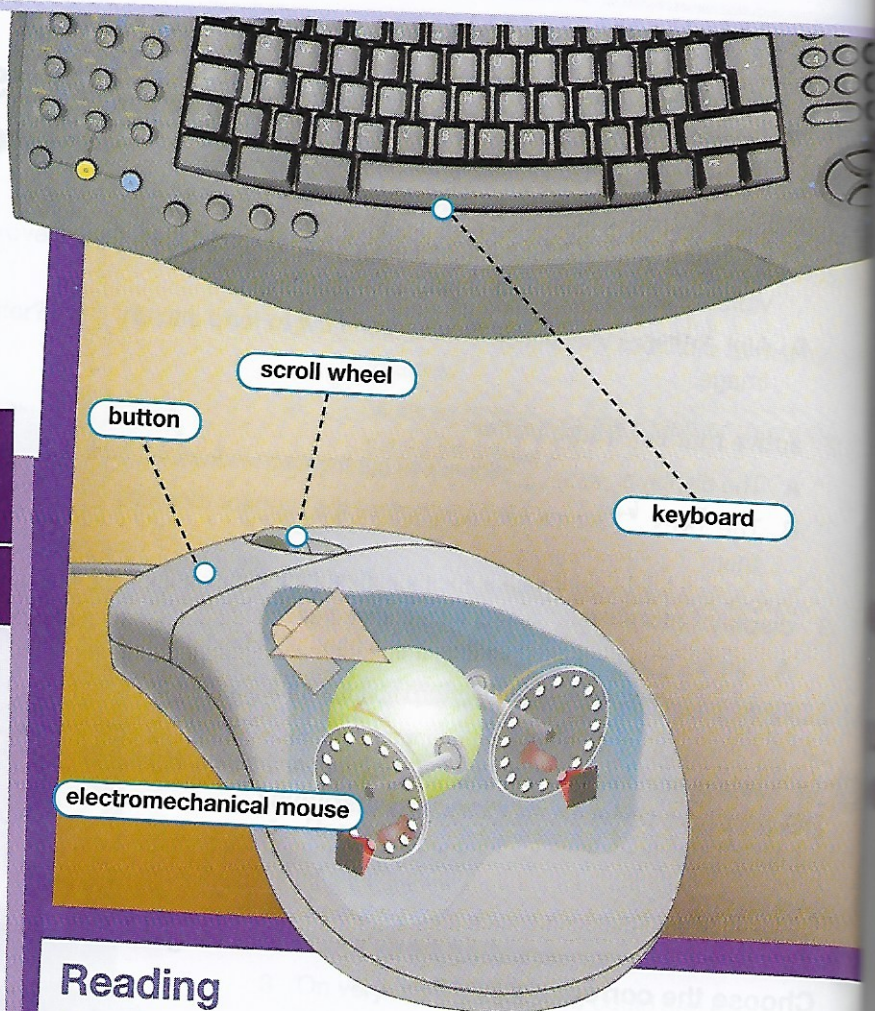 scroll wheel
button
keyboard
electromechanical mouse
Reading